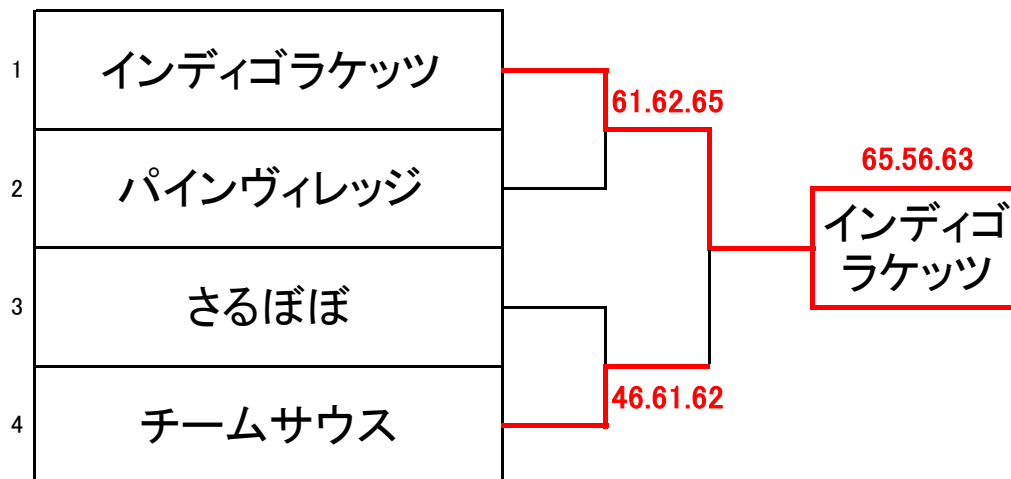 1
インディゴラケッツ
61.62.65
2
パインヴィレッジ
65.56.63
インディゴ
ラケッツ
3
さるぼぼ
46.61.62
4
チームサウス